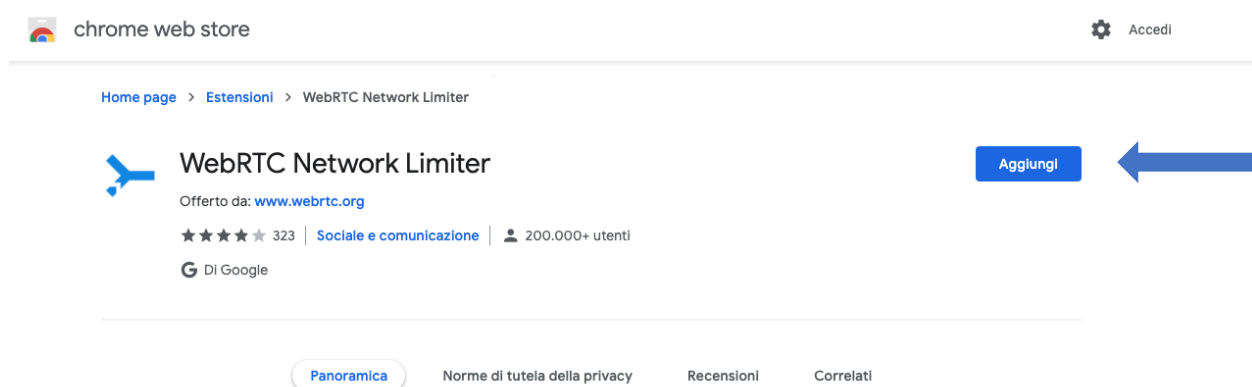 chrome web store
Accedi
Home page > Estensioni > WebRTC Network Limiter
WebRTC Network Limiter
Aggiungi
Offerto da: www.webrtc.org
323 | Sociale e comunicazione | 200.000+ utenti
Di Google
Panoramica Norme di tutela della privacy Recensioni Correlati